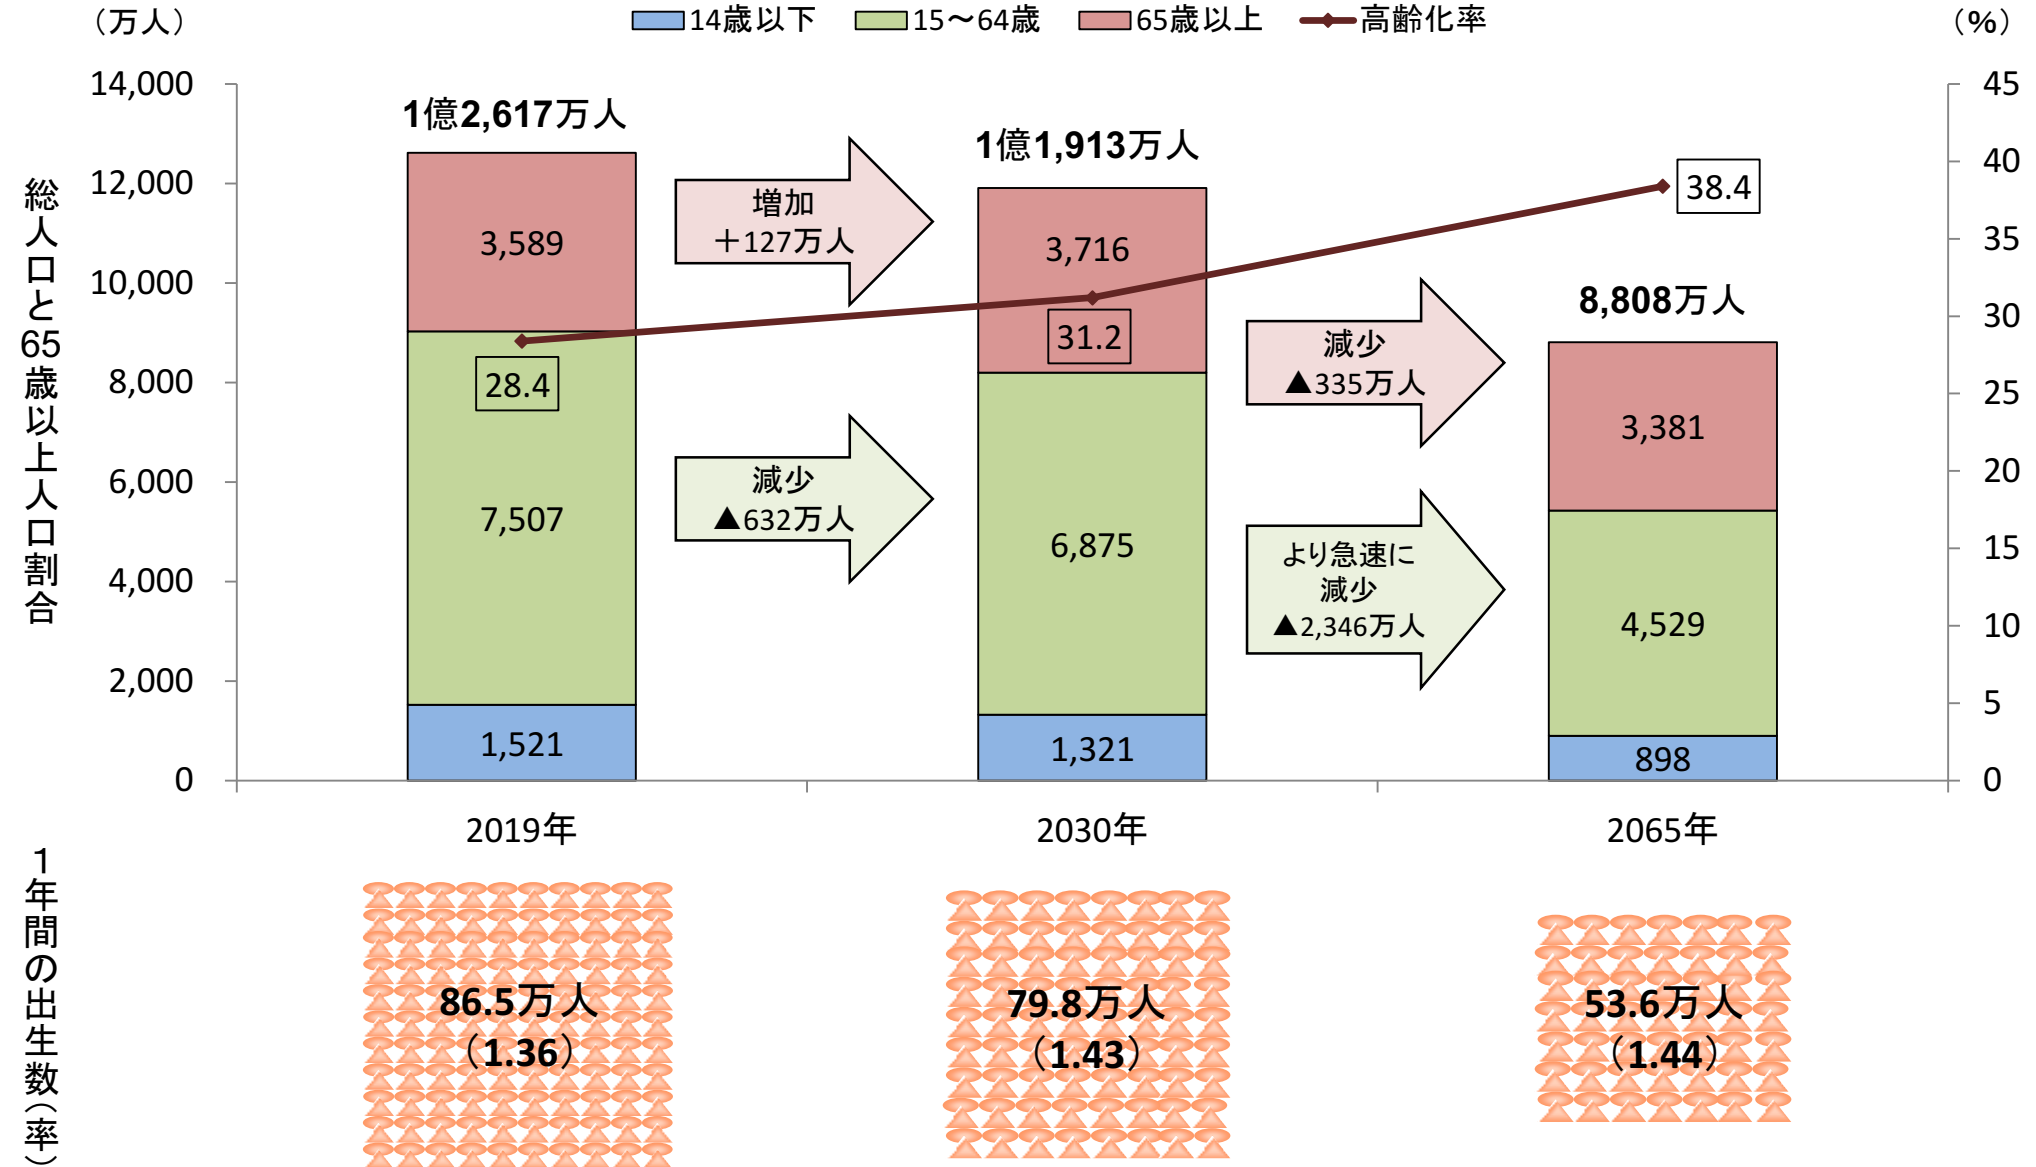 （万人）
14歳以下
15～64歳
65歳以上
高齢化率
（%）
14,000
12,000
10,000
8,000
6,000
4,000
2,000
0
45
40
35
30
25
20
15
10
5
0
総人口と65歳以上人口割合
1億2,617万人
3,589
28.4
7,507
1,521
増加
＋127万人
減少
▲632万人
1億1,913万人
3,716
31.2
6,875
1,321
減少
▲335万人
より急速に
減少
▲2,346万人
38.4
8,808万人
3,381
4,529
898
2019年
2030年
2065年
１年間の出生数（率）
86.5万人
（1.36）
79.8万人
（1.43）
53.6万人
（1.44）